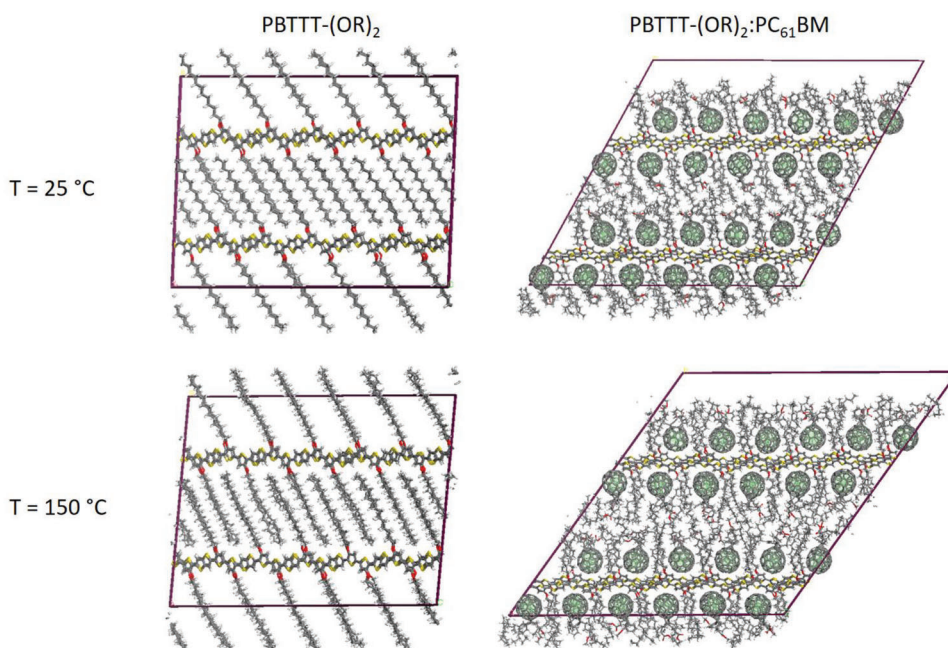 PBTTT-(OR)₂
PBTTT-(OR)₂:PC₆₁BM
T = 25 °C
T = 150 °C